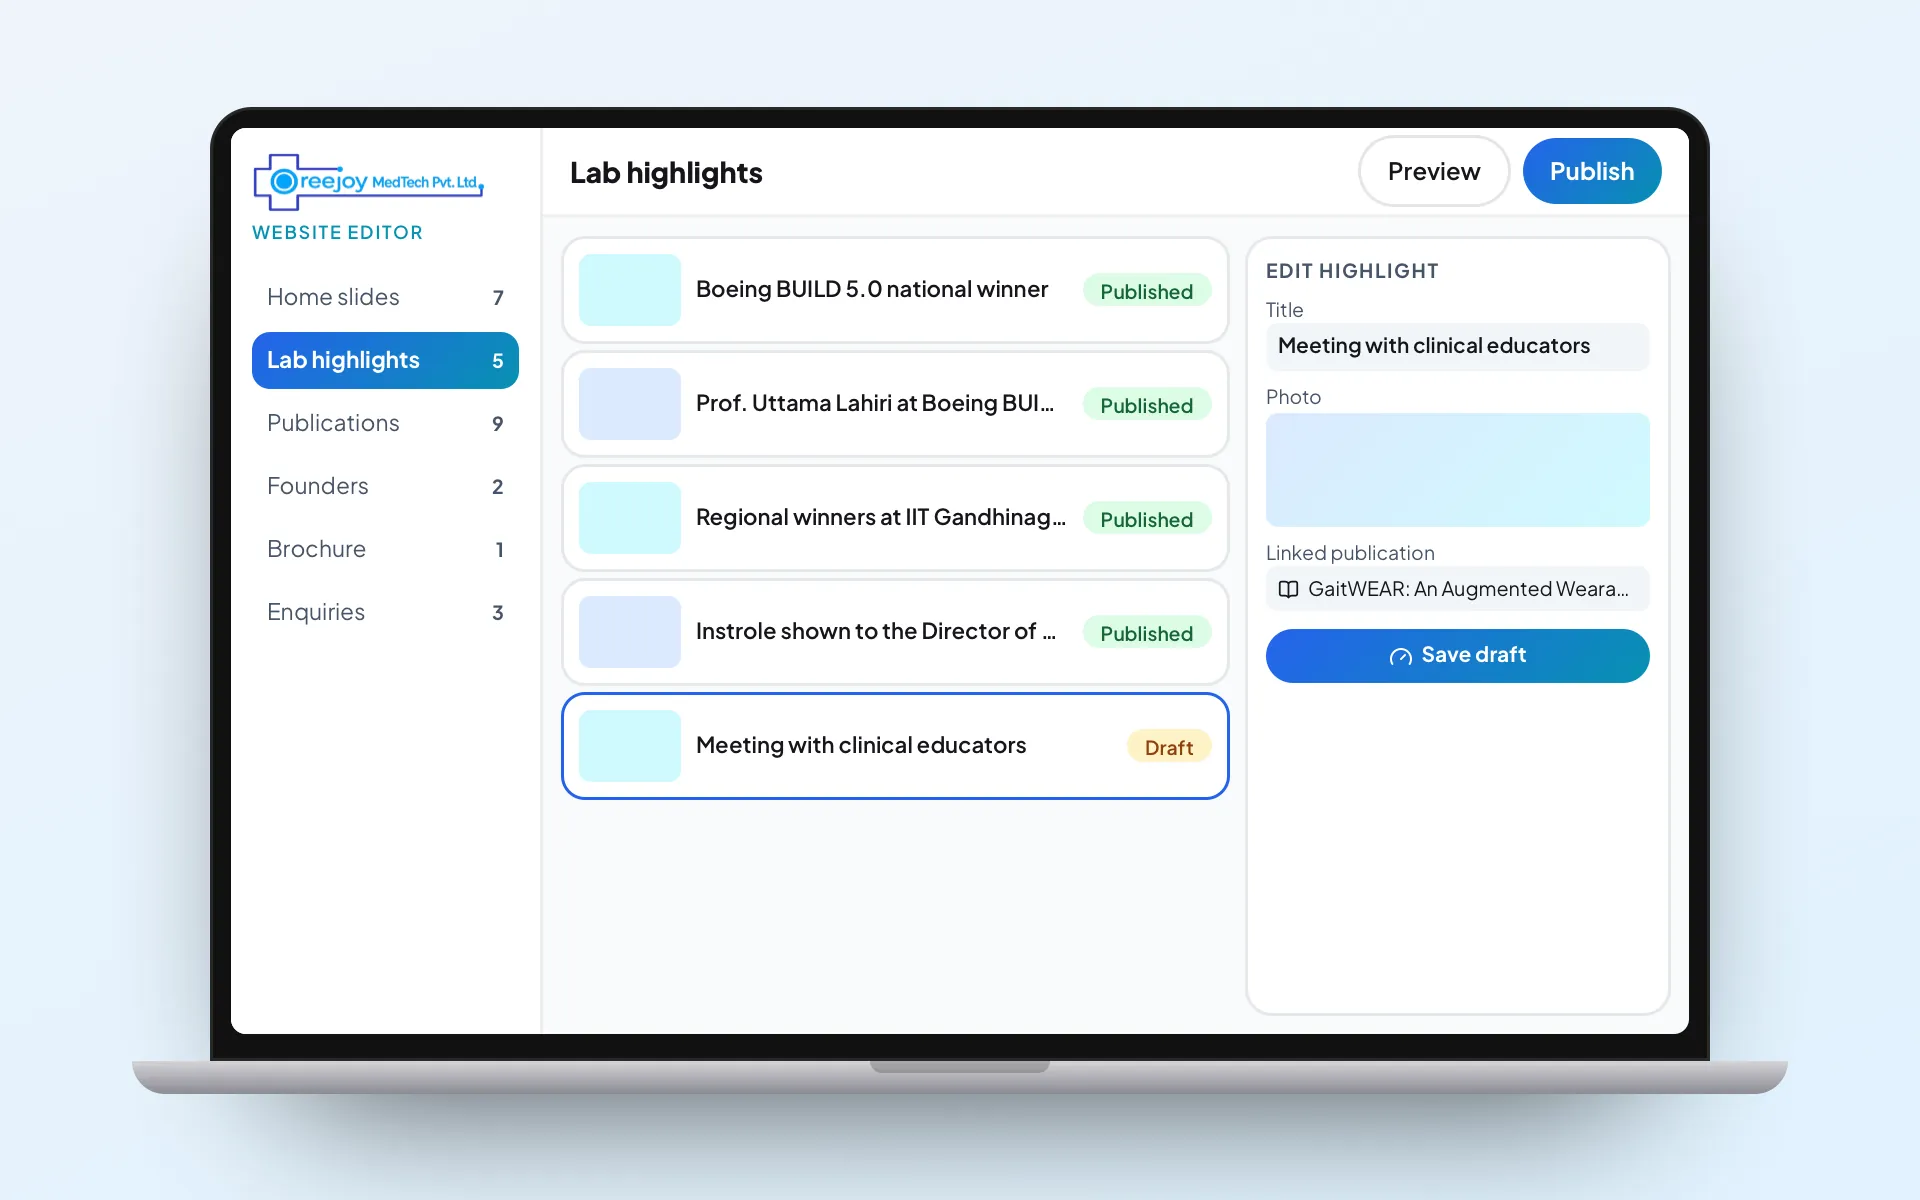 reejoy MedTech Pvt. Ltd.
WEBSITE EDITOR
Home slides 7
Lab highlights 5
Publications 9
Founders 2
Brochure 1
Enquiries 3
Lab highlights
Preview
Publish
Boeing BUILD 5.0 national winner Published
Prof. Uttama Lahiri at Boeing BUI... Published
Regional winners at IIT Gandhinag... Published
Instrole shown to the Director of ... Published
Meeting with clinical educators Draft
EDIT HIGHLIGHT
Title
Meeting with clinical educators
Photo
Linked publication
GaitWEAR: An Augmented Weara...
Save draft